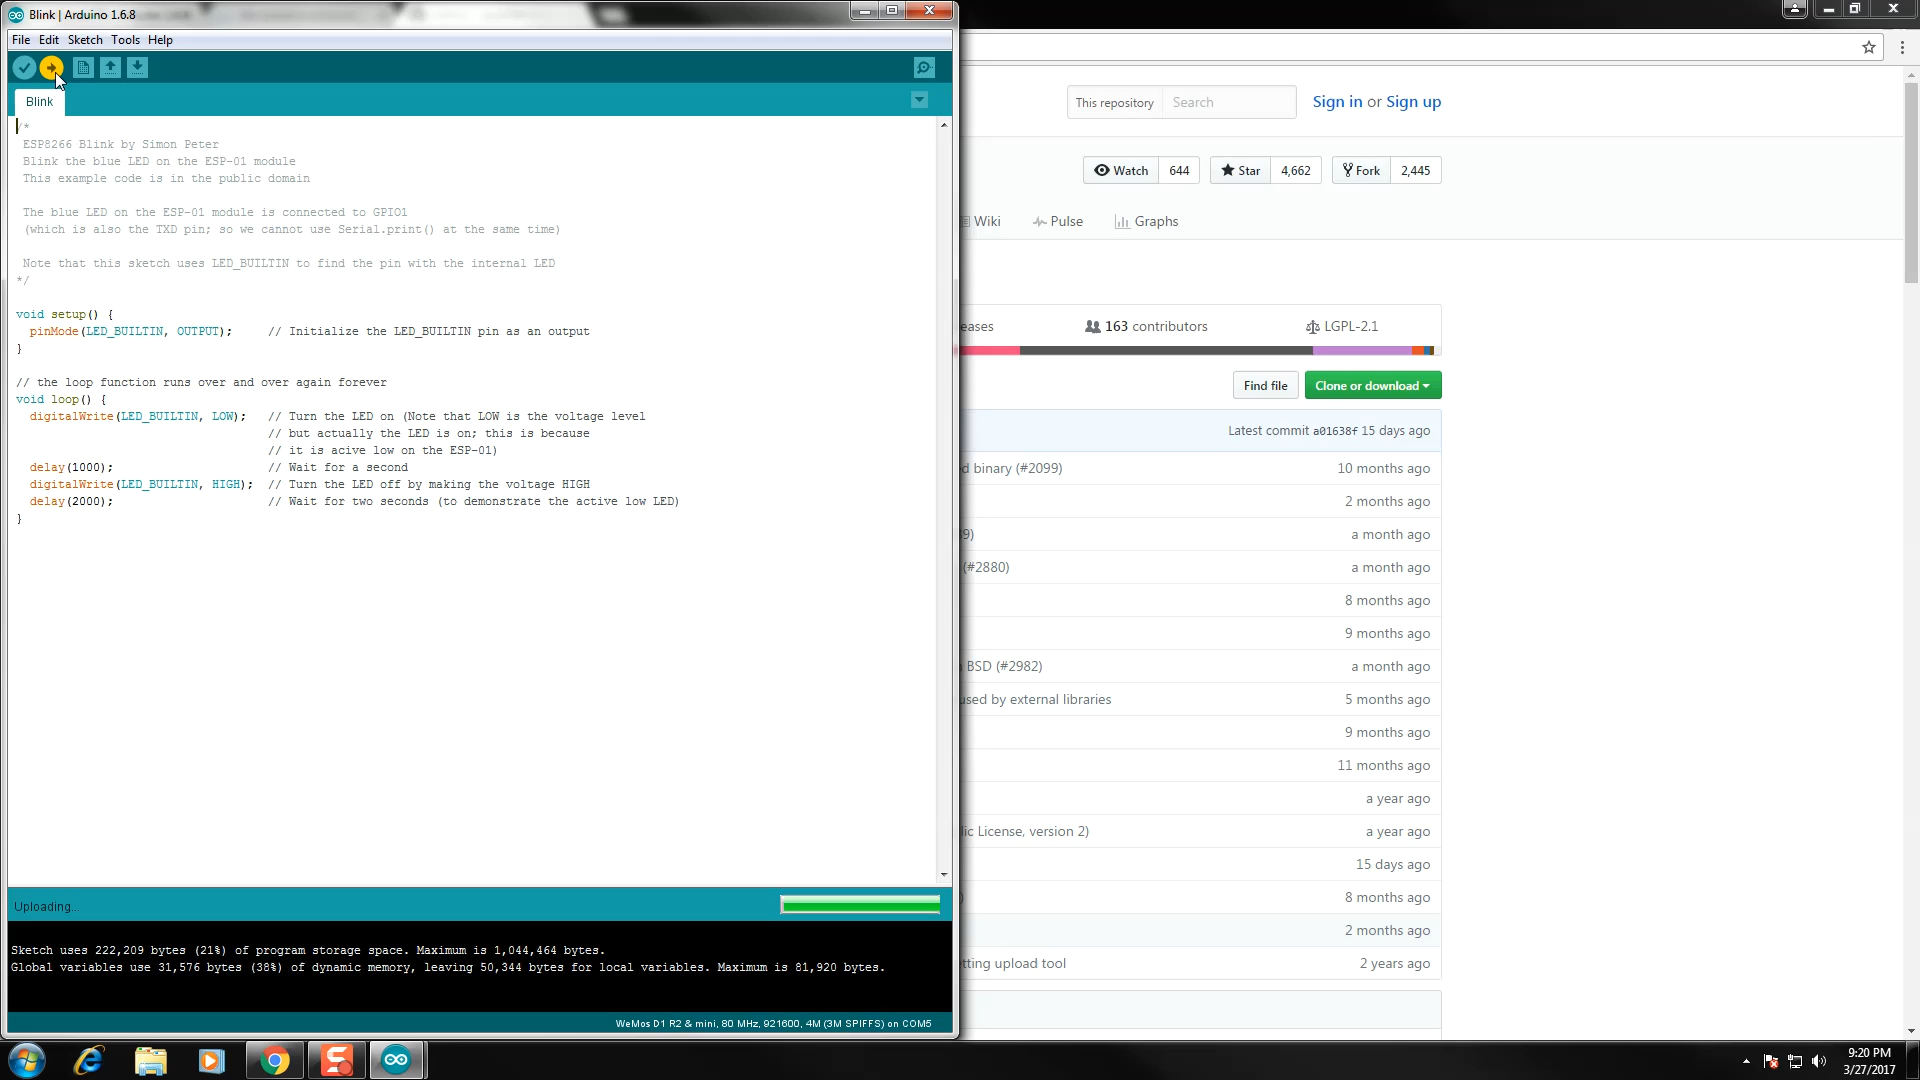 Blink | Arduino 1.6.8
File Edit Sketch Tools Help
Blink
/*
ESP8266 Blink by Simon Peter
Blink the blue LED on the ESP-01 module
This example code is in the public domain
The blue LED on the ESP-01 module is connected to GPIO1
(which is also the TXD pin; so we cannot use Serial.print() at the same time)
Note that this sketch uses LED_BUILTIN to find the pin with the internal LED
*/
void setup() {
pinMode(LED_BUILTIN, OUTPUT); // Initialize the LED_BUILTIN pin as an output
}
// the loop function runs over and over again forever
void loop() {
digitalWrite(LED_BUILTIN, LOW); // Turn the LED on (Note that LOW is the voltage level
// but actually the LED is on; this is because
// it is acive low on the ESP-01)
delay(1000); // Wait for a second
digitalWrite(LED_BUILTIN, HIGH); // Turn the LED off by making the voltage HIGH
delay(2000); // Wait for two seconds (to demonstrate the active low LED)
}
Uploading...
Sketch uses 222,209 bytes (21%) of program storage space. Maximum is 1,044,464 bytes.
Global variables use 31,576 bytes (38%) of dynamic memory, leaving 50,344 bytes for local variables. Maximum is 81,920 bytes.
WeMos D1 R2 & mini, 80 MHz, 921600, 4M (3M SPIFFS) on COM5
This repository Search Sign in or Sign up
Watch 644 Star 4,662 Fork 2,445
Wiki Pulse Graphs
eases 163 contributors LGPL-2.1
Find file Clone or download
Latest commit a01638f 15 days ago
d binary (#2099) 10 months ago
2 months ago
9) a month ago
(#2880) a month ago
8 months ago
9 months ago
BSD (#2982) a month ago
used by external libraries 5 months ago
9 months ago
11 months ago
a year ago
lic License, version 2) a year ago
15 days ago
) 8 months ago
2 months ago
tting upload tool 2 years ago
9:20 PM
3/27/2017